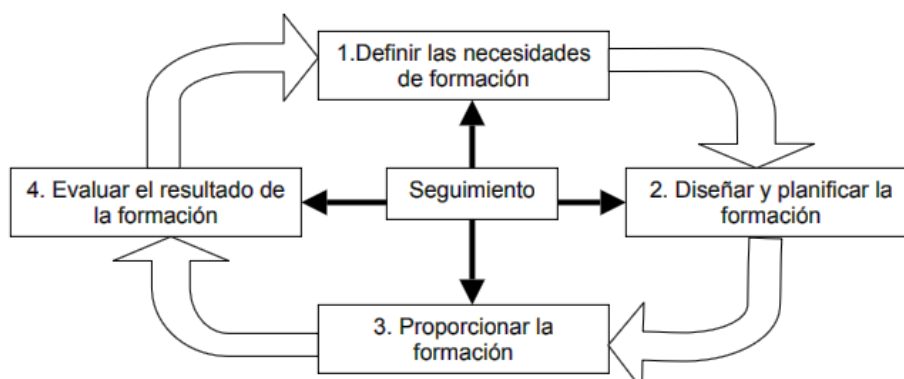 1.Definir las necesidades
de formación
4. Evaluar el resultado de
la formación
Seguimiento
2. Diseñar y planificar la
formación
3. Proporcionar la
formación